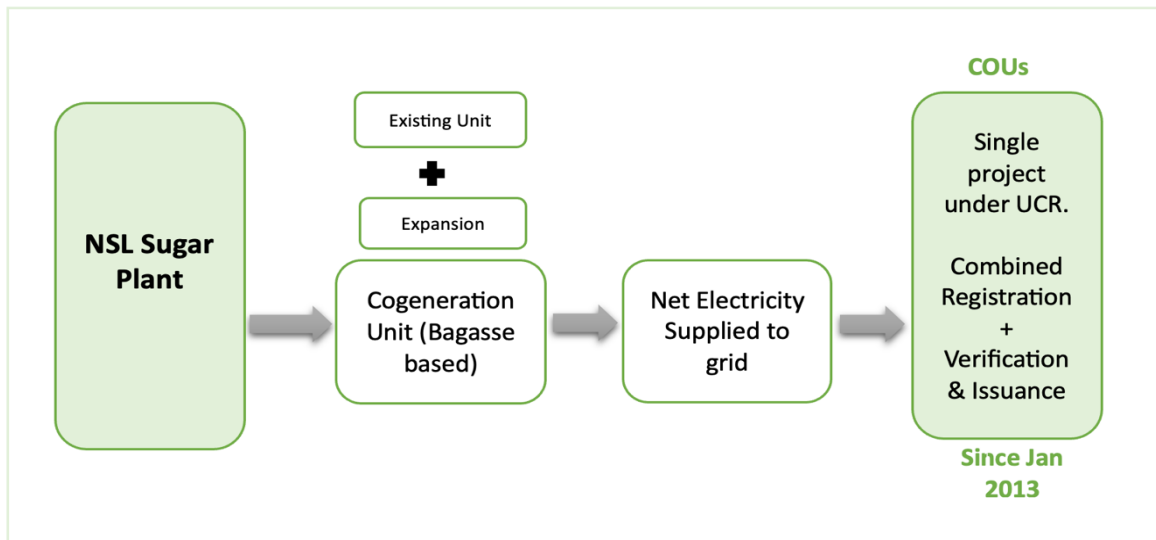 NSL Sugar
Plant
Existing Unit
Expansion
Cogeneration
Unit (Bagasse
based)
Net Electricity
Supplied to
grid
COUs
Single
project
under UCR.
Combined
Registration
+
Verification
& Issuance
Since Jan
2013